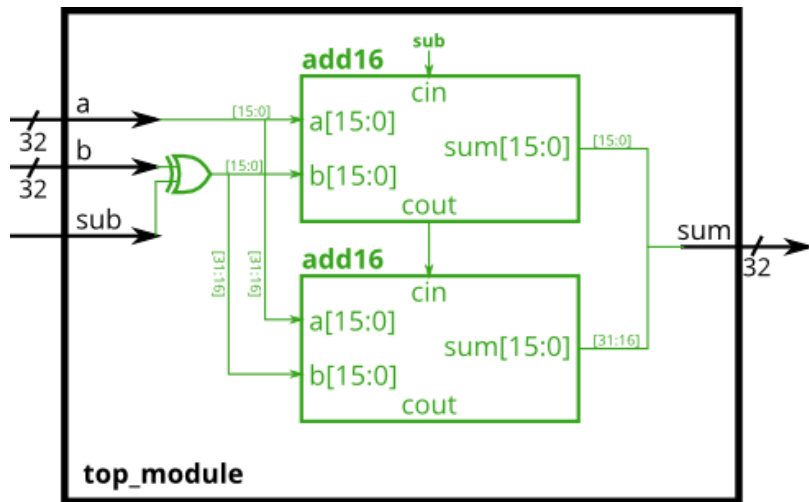 sub
add16
cin
a
[15:0]
a[15:0]
32
sum[15:0]
[15:0]
b
[15:0]
b[15:0]
32
cout
sub
sum
32
[31:16]
[31:16]
add16
cin
a[15:0]
sum[15:0]
[31:16]
b[15:0]
cout
top_module